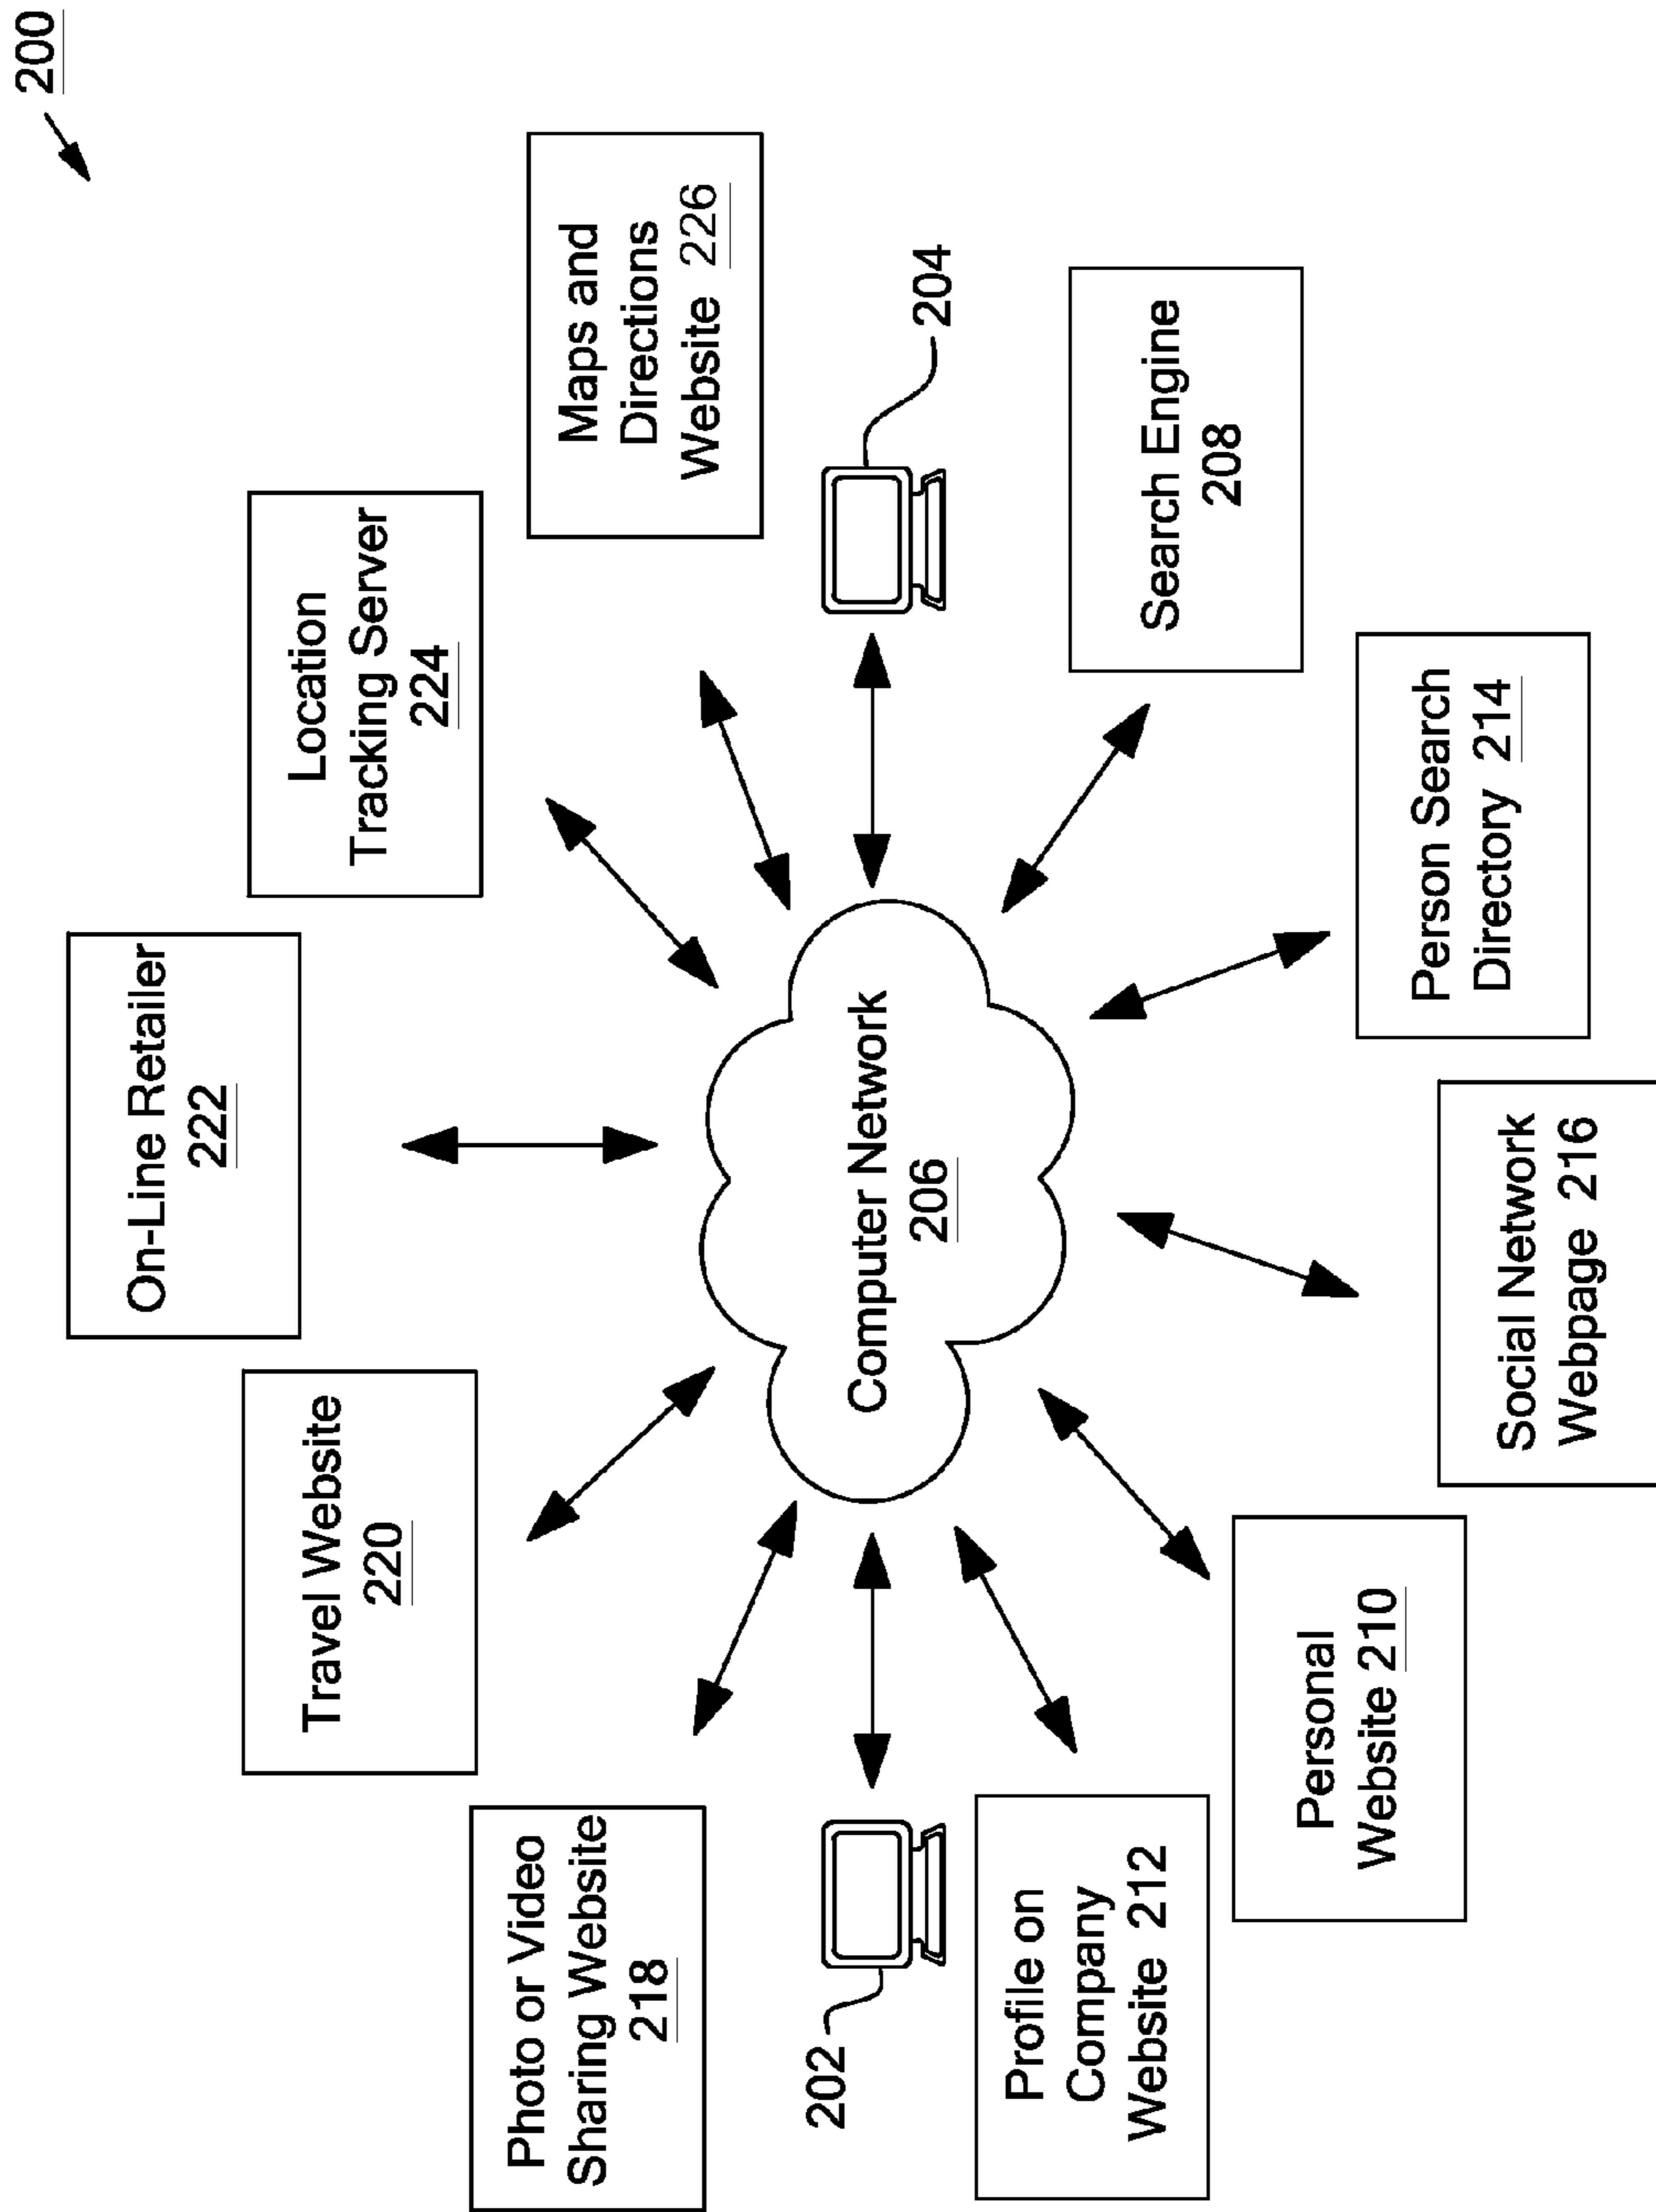 200
On-Line Retailer
222
Travel Website
220
Location
Tracking Server
224
Photo or Video
Sharing Website
218
Maps and
Directions
Website 226
202
Computer Network
206
204
Profile on
Company
Website 212
Search Engine
208
Personal
Website 210
Person Search
Directory 214
Social Network
Webpage 216